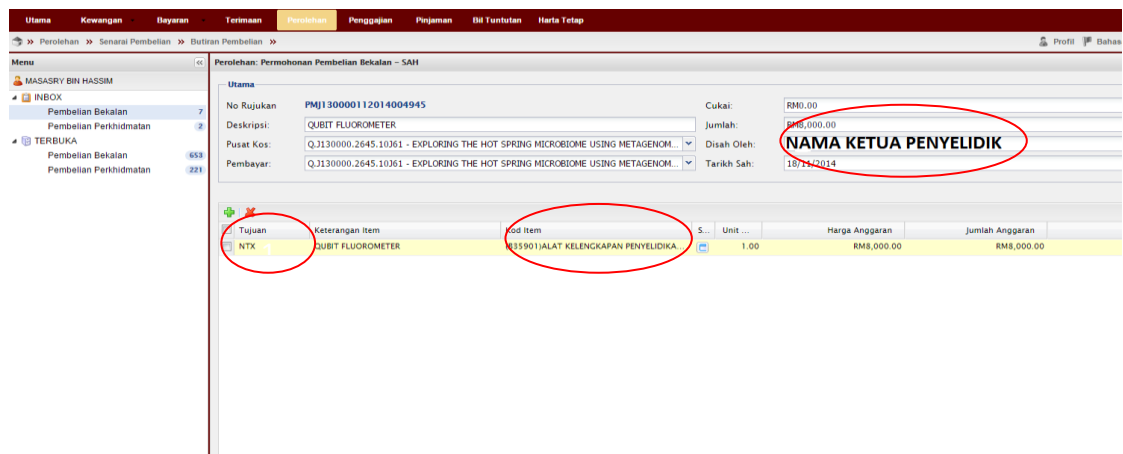 Utama Kewangan Bayaran Terimaan Perolehan Penggajian Pinjaman Bil Tuntutan Harta Tetap
» Perolehan » Senarai Pembelian » Butiran Pembelian » Profil Bahas
Menu
MASASRY BIN HASSIM
INBOX
Pembelian Bekalan 7
Pembelian Perkhidmatan 2
TERBUKA
Pembelian Bekalan 653
Pembelian Perkhidmatan 221
Perolehan: Permohonan Pembelian Bekalan – SAH
Utama
No Rujukan PMJ130000112014004945 Cukai: RM0.00
Deskripsi: QUBIT FLUOROMETER Jumlah: RM8,000.00
Pusat Kos: Q.J130000.2645.10J61 - EXPLORING THE HOT SPRING MICROBIOME USING METAGENOM... Disah Oleh: NAMA KETUA PENYELIDIK
Pembayar: Q.J130000.2645.10J61 - EXPLORING THE HOT SPRING MICROBIOME USING METAGENOM... Tarikh Sah: 18/11/2014
Tujuan Keterangan Item Kod Item S... Unit ... Harga Anggaran Jumlah Anggaran
NTX QUBIT FLUOROMETER (B35901)ALAT KELENGKAPAN PENYELIDIKA... 1.00 RM8,000.00 RM8,000.00